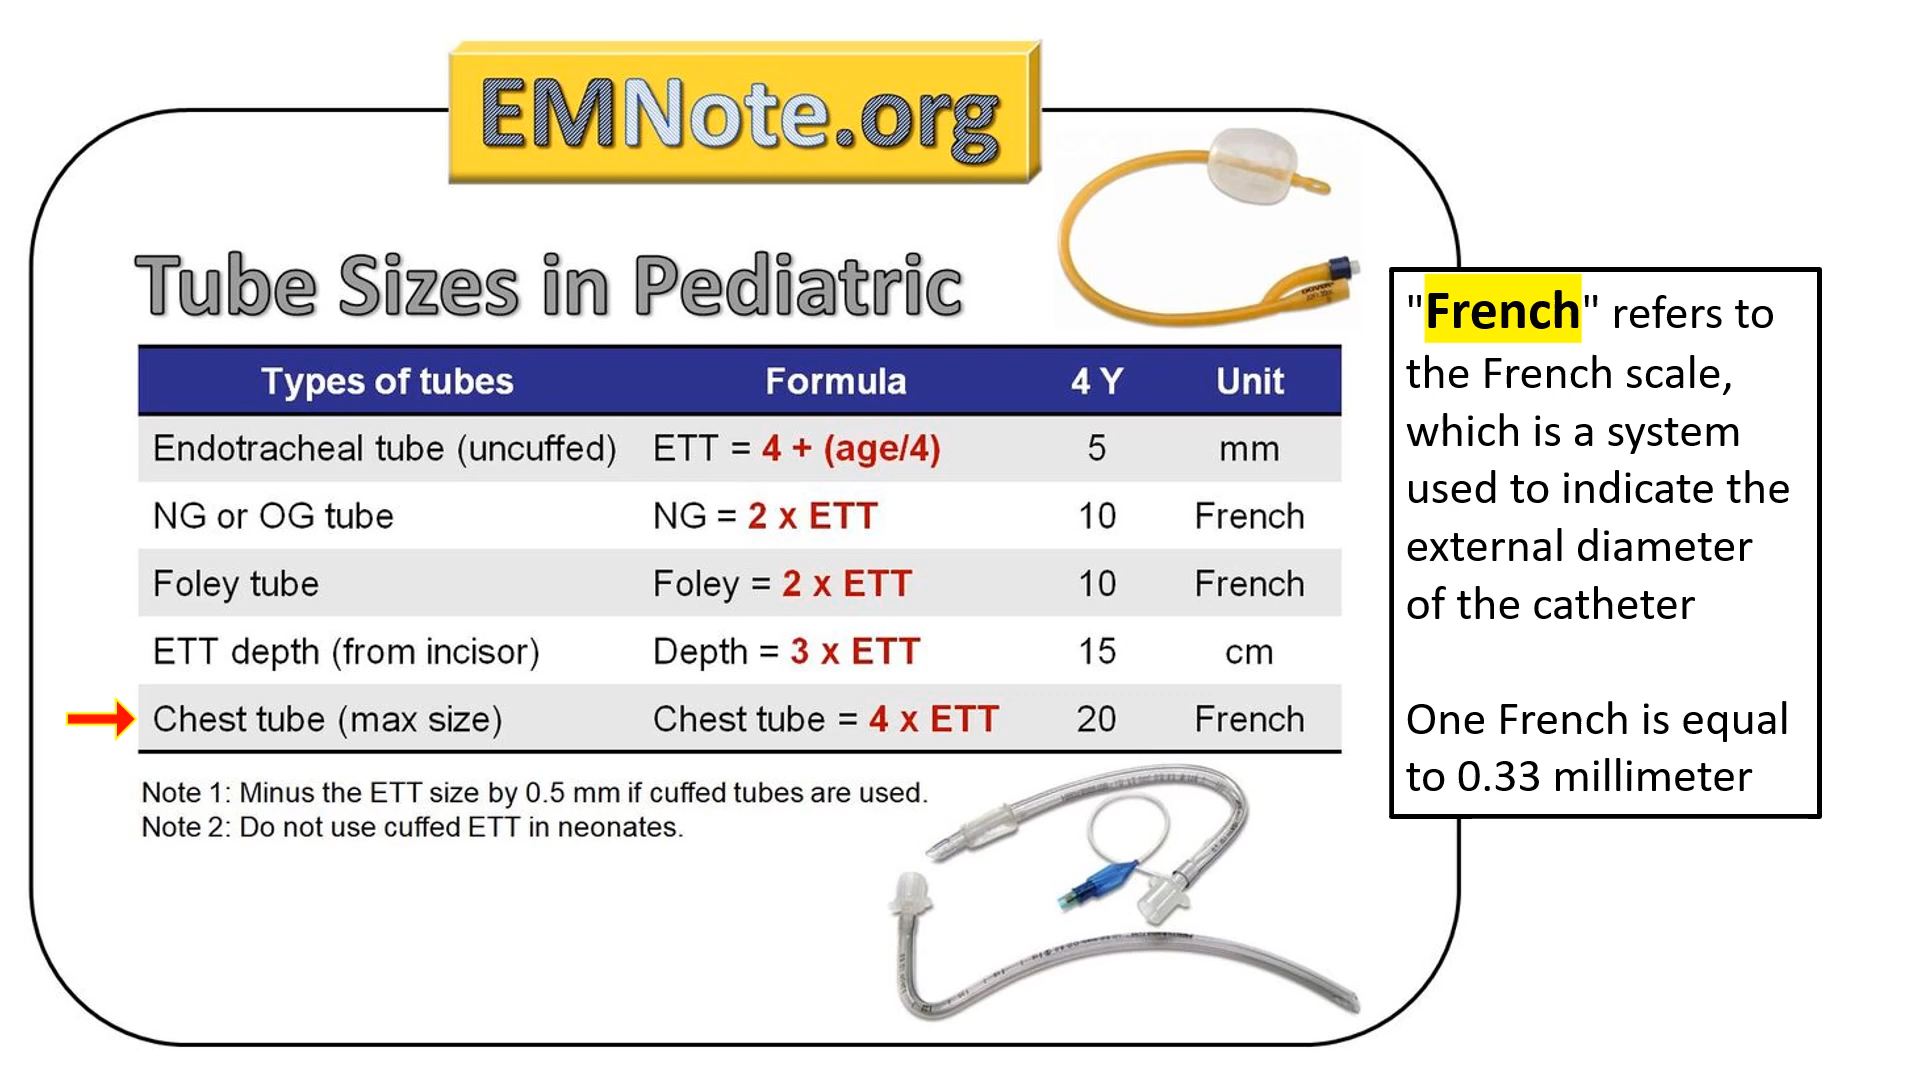 EMNote.org
Tube Sizes in Pediatric
Types of tubes Formula 4 Y Unit
Endotracheal tube (uncuffed) ETT = 4 + (age/4) 5 mm
NG or OG tube NG = 2 x ETT 10 French
Foley tube Foley = 2 x ETT 10 French
ETT depth (from incisor) Depth = 3 x ETT 15 cm
Chest tube (max size) Chest tube = 4 x ETT 20 French
Note 1: Minus the ETT size by 0.5 mm if cuffed tubes are used.
Note 2: Do not use cuffed ETT in neonates.
"French" refers to
the French scale,
which is a system
used to indicate the
external diameter
of the catheter
One French is equal
to 0.33 millimeter